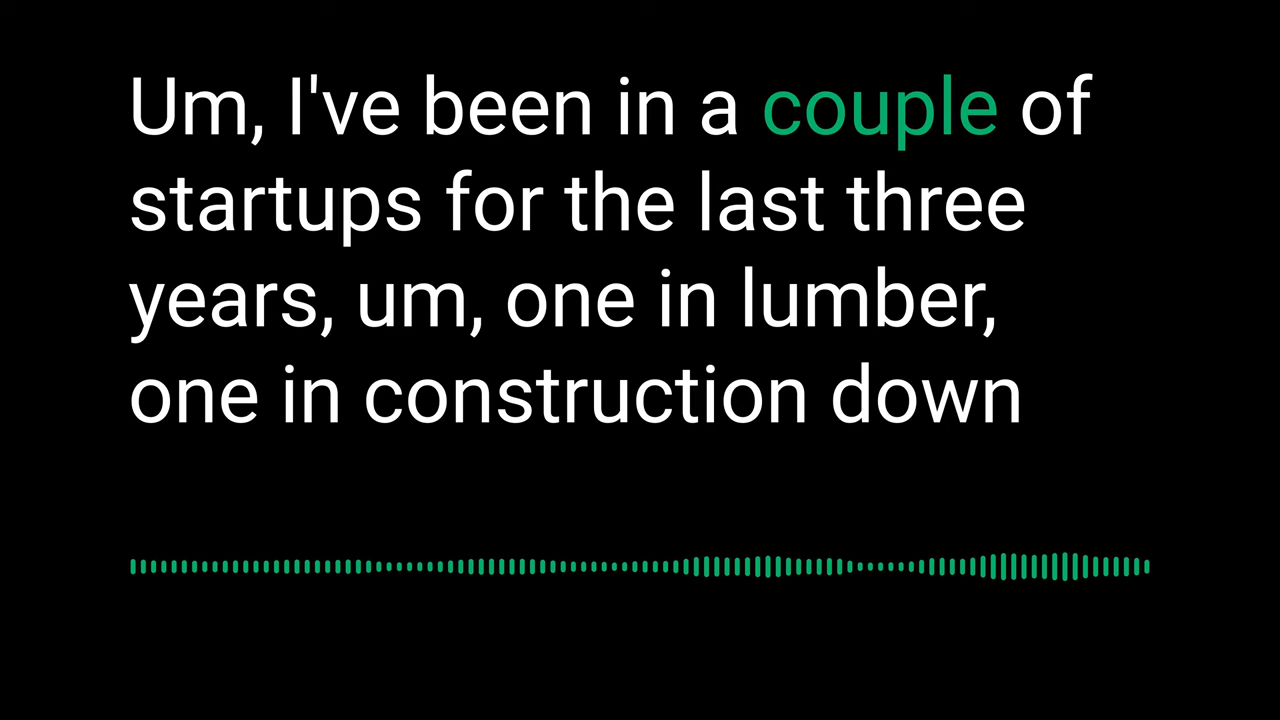 Um, I've been in a couple of
startups for the last three
years, um, one in lumber,
one in construction down